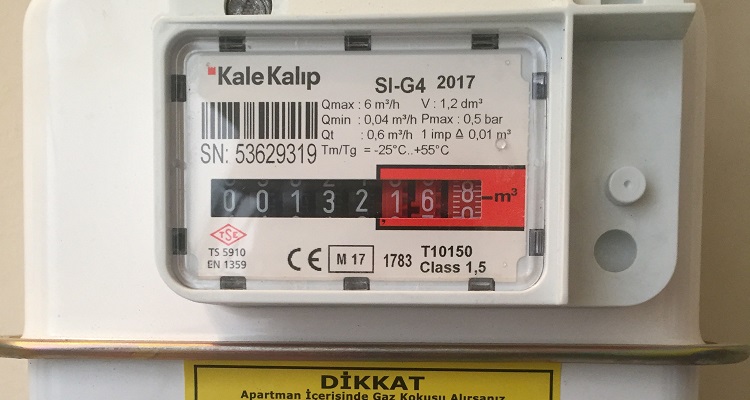 KaleKalıp
SI-G4 2017
Qmax : 6 m³/h V : 1,2 dm³
Qmin : 0,04 m³/h Pmax : 0,5 bar
Qt : 0,6 m³/h 1 imp ≙ 0,01 m³
SN: 53629319 Tm/Tg = -25°C..+55°C
0 0 1 3 2 , 1 6 8 m³
TSE
TS 5910
EN 1359
CE M 17 1783 T10150
Class 1,5
DİKKAT
Apartman İçerisinde Gaz Kokusu Alırsanız